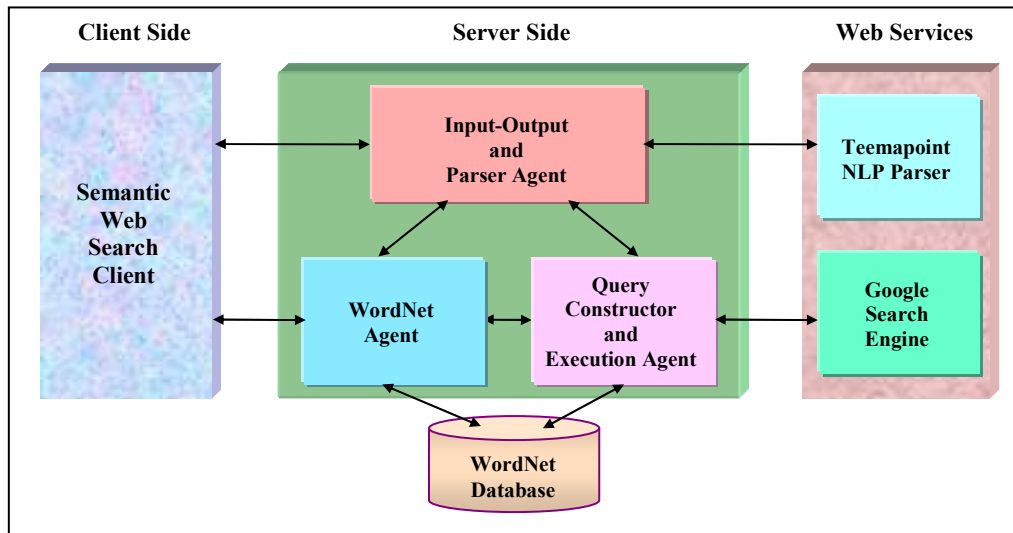 Client Side
Server Side
Web Services
Semantic
Web
Search
Client
Input-Output
and
Parser Agent
Teemapoint
NLP Parser
WordNet
Agent
Query
Constructor
and
Execution Agent
Google
Search
Engine
WordNet
Database